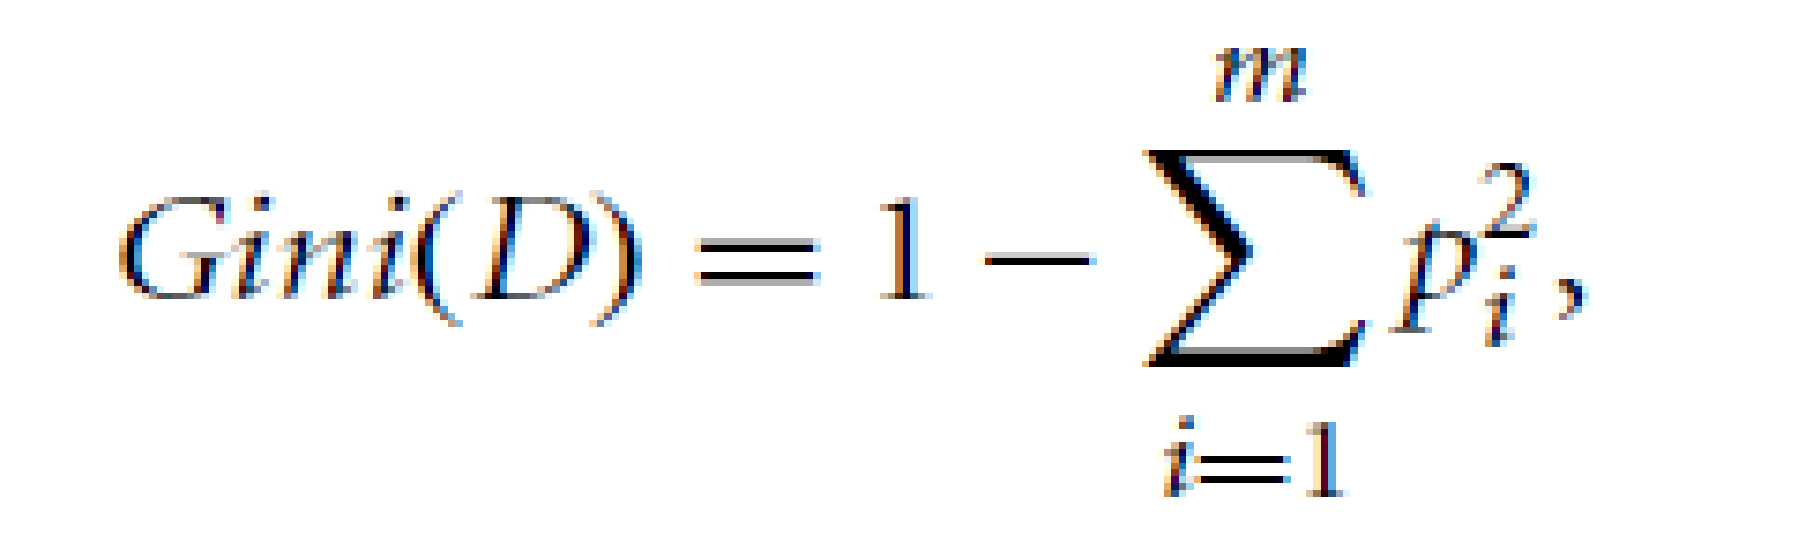 Gini(D) = 1 − ∑_{i=1}^{m} p_i^2,